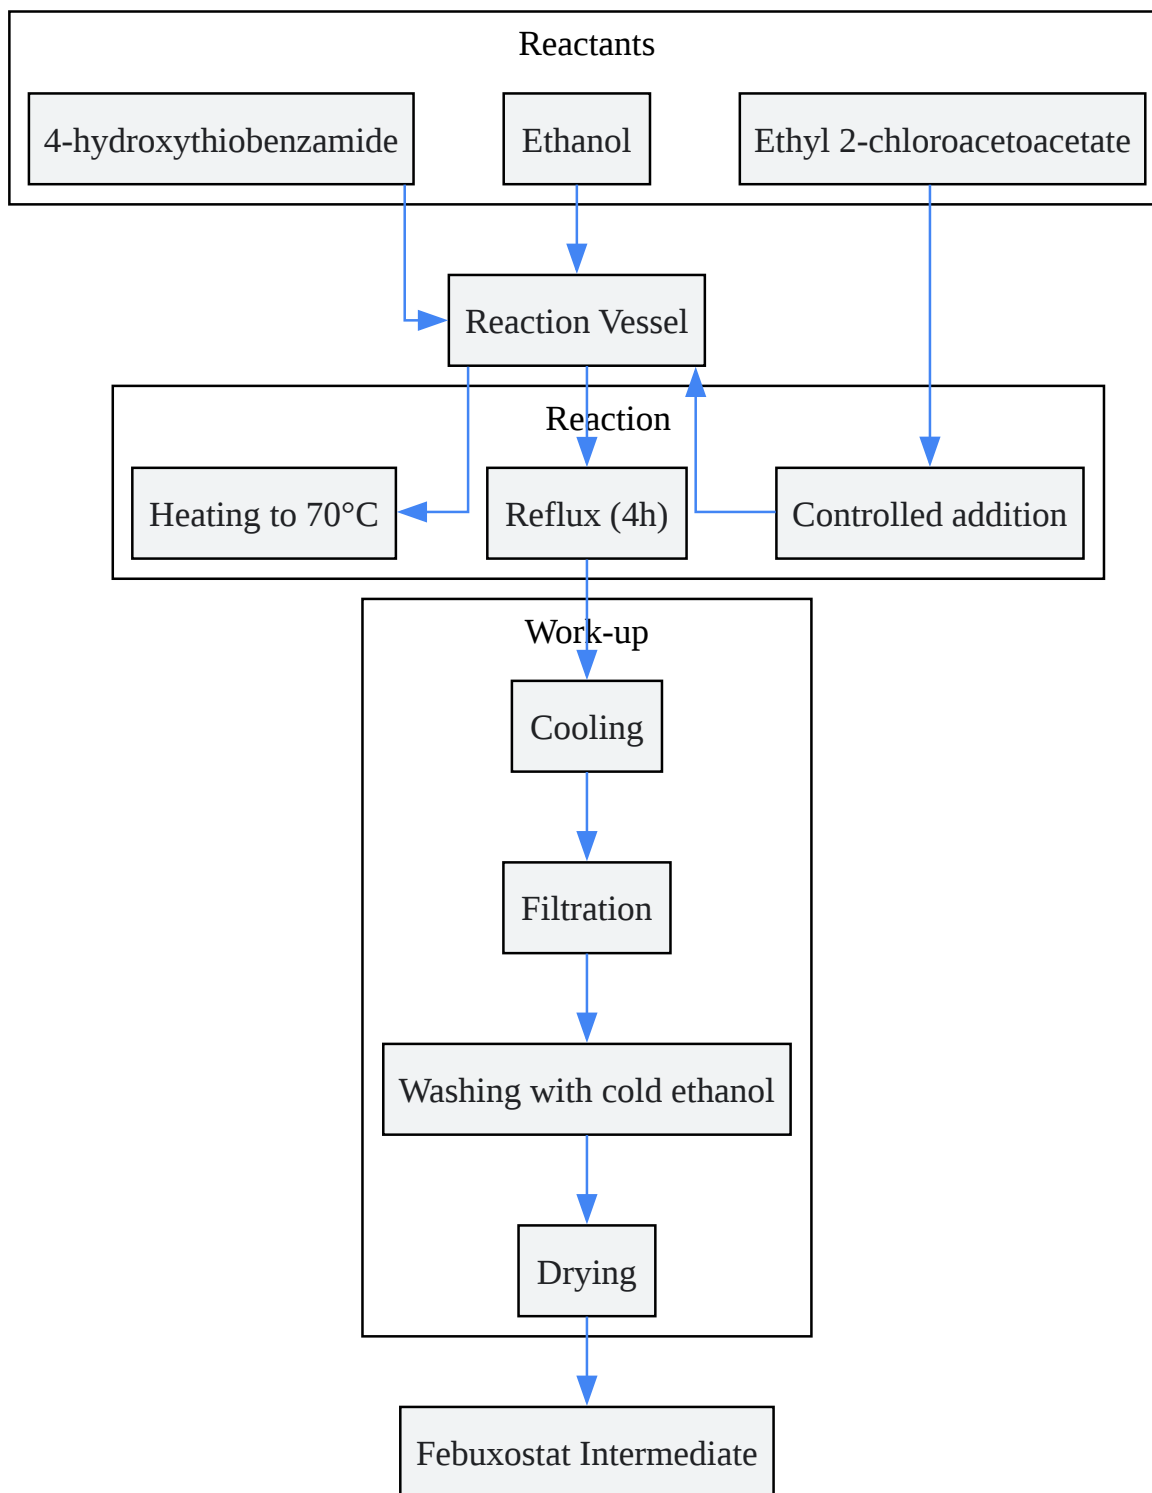 Reactants
4-hydroxythiobenzamide
Ethanol
Ethyl 2-chloroacetoacetate
Reaction Vessel
Reaction
Heating to 70°C
Reflux (4h)
Controlled addition
Work-up
Cooling
Filtration
Washing with cold ethanol
Drying
Febuxostat Intermediate